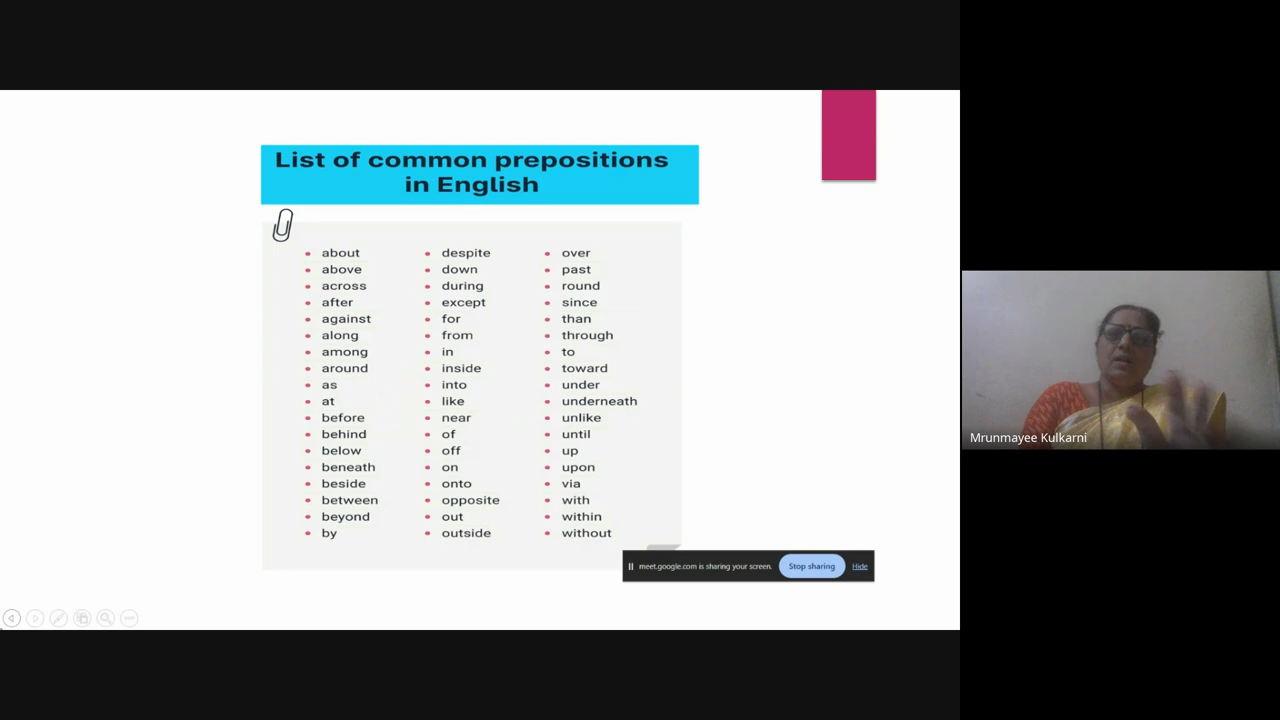 List of common prepositions
in English
about
above
across
after
against
along
among
around
as
at
before
behind
below
beneath
beside
between
beyond
by
despite
down
during
except
for
from
in
inside
into
like
near
of
off
on
onto
opposite
out
outside
over
past
round
since
than
through
to
toward
under
underneath
unlike
until
up
upon
via
with
within
without
meet.google.com is sharing your screen. Stop sharing Hide
Mrunmayee Kulkarni